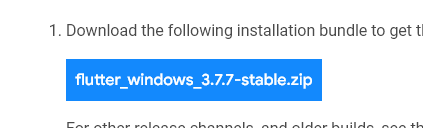 1. Download the following installation bundle to get
flutter_windows_3.7.7-stable.zip
For other release channels, and older builds, see